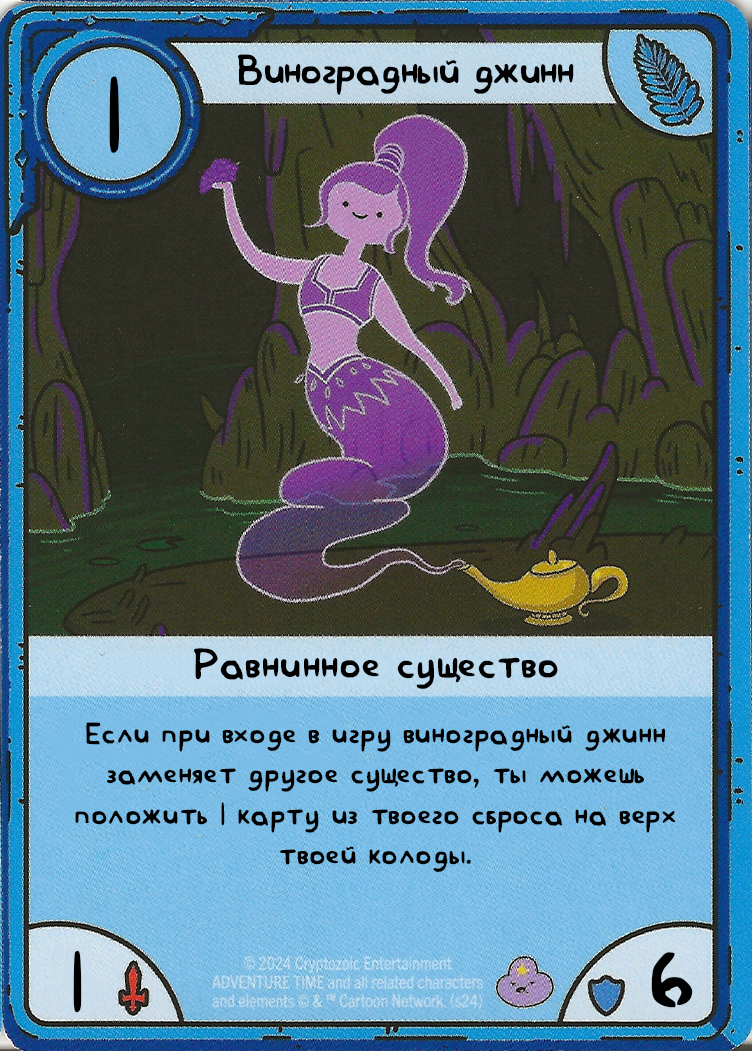 1
Виноградный джинн
Равнинное существо
Если при входе в игру виноградный джинн
заменяет другое существо, ты можешь
положить 1 карту из твоего сброса на верх
твоей колоды.
1
© 2024 Cryptozoic Entertainment
ADVENTURE TIME and all related characters
and elements © & ™ Cartoon Network. (s24)
6